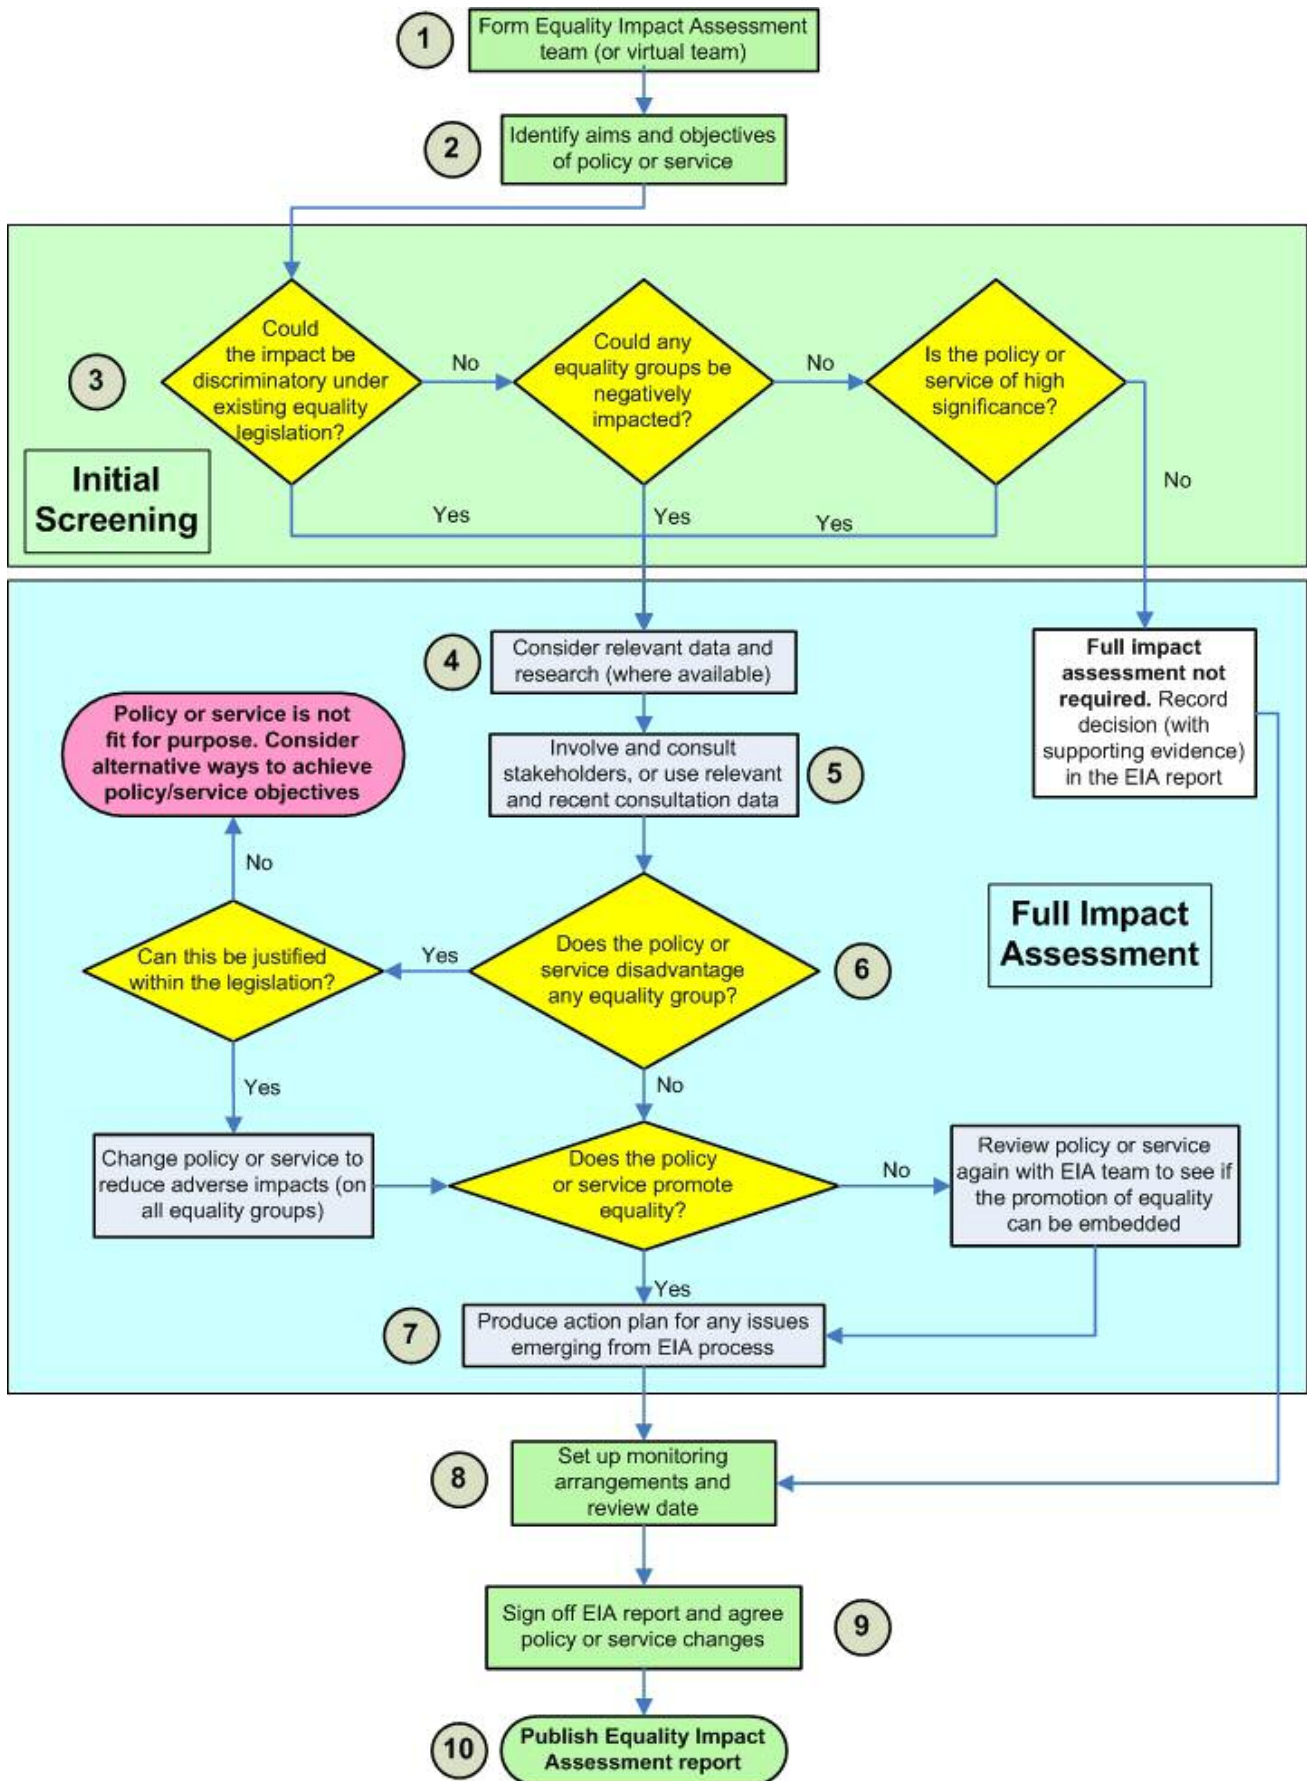 1
Form Equality Impact Assessment
team (or virtual team)
2
Identify aims and objectives
of policy or service
3
Could
the impact be
discriminatory under
existing equality
legislation?
No
Could any
equality groups be
negatively
impacted?
No
Is the policy or
service of high
significance?
No
Initial
Screening
Yes
Yes
Yes
4
Consider relevant data and
research (where available)
Full impact
assessment not
required. Record
decision (with
supporting evidence)
in the EIA report
Policy or service is not
fit for purpose. Consider
alternative ways to achieve
policy/service objectives
Involve and consult
stakeholders, or use relevant
and recent consultation data
5
No
Full Impact
Assessment
Can this be justified
within the legislation?
Yes
Does the policy or
service disadvantage
any equality group?
6
Yes
No
Change policy or service to
reduce adverse impacts (on
all equality groups)
Does the policy
or service promote
equality?
No
Review policy or service
again with EIA team to see if
the promotion of equality
can be embedded
Yes
7
Produce action plan for any issues
emerging from EIA process
8
Set up monitoring
arrangements and
review date
Sign off EIA report and agree
policy or service changes
9
10
Publish Equality Impact
Assessment report